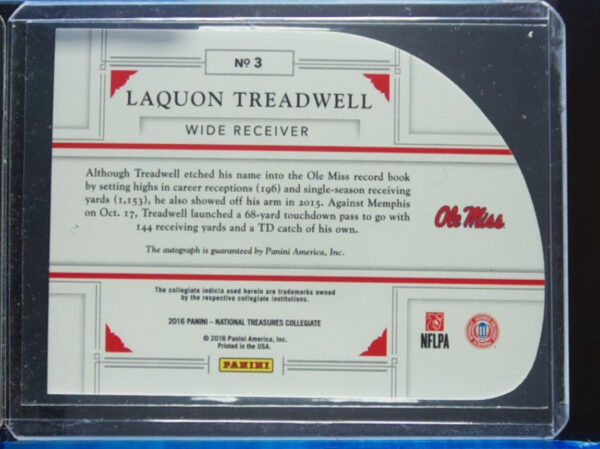 Nº 3
LAQUON TREADWELL
WIDE RECEIVER
Although Treadwell etched his name into the Ole Miss record book
by setting highs in career receptions (196) and single-season receiving
yards (1,153), he also showed off his arm in 2015. Against Memphis
on Oct. 17, Treadwell launched a 68-yard touchdown pass to go with
144 receiving yards and a TD catch of his own.
Ole Miss
The autograph is guaranteed by Panini America, Inc.
The collegiate indicia used herein are trademarks owned
by the respective collegiate institutions.
2016 PANINI – NATIONAL TREASURES COLLEGIATE
© 2016 Panini America, Inc.
Printed in the USA.
PANINI
NFLPA